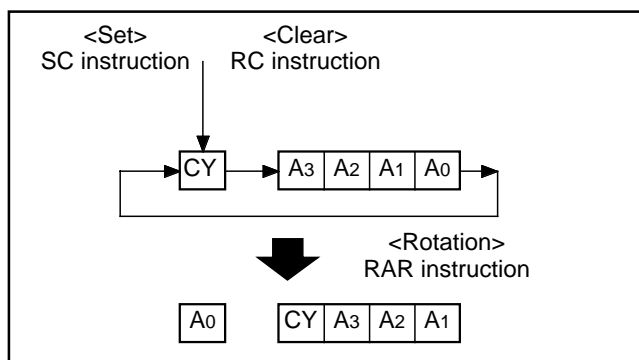 <Set> <Clear>
SC instruction RC instruction
CY A3 A2 A1 A0
<Rotation>
RAR instruction
A0 CY A3 A2 A1